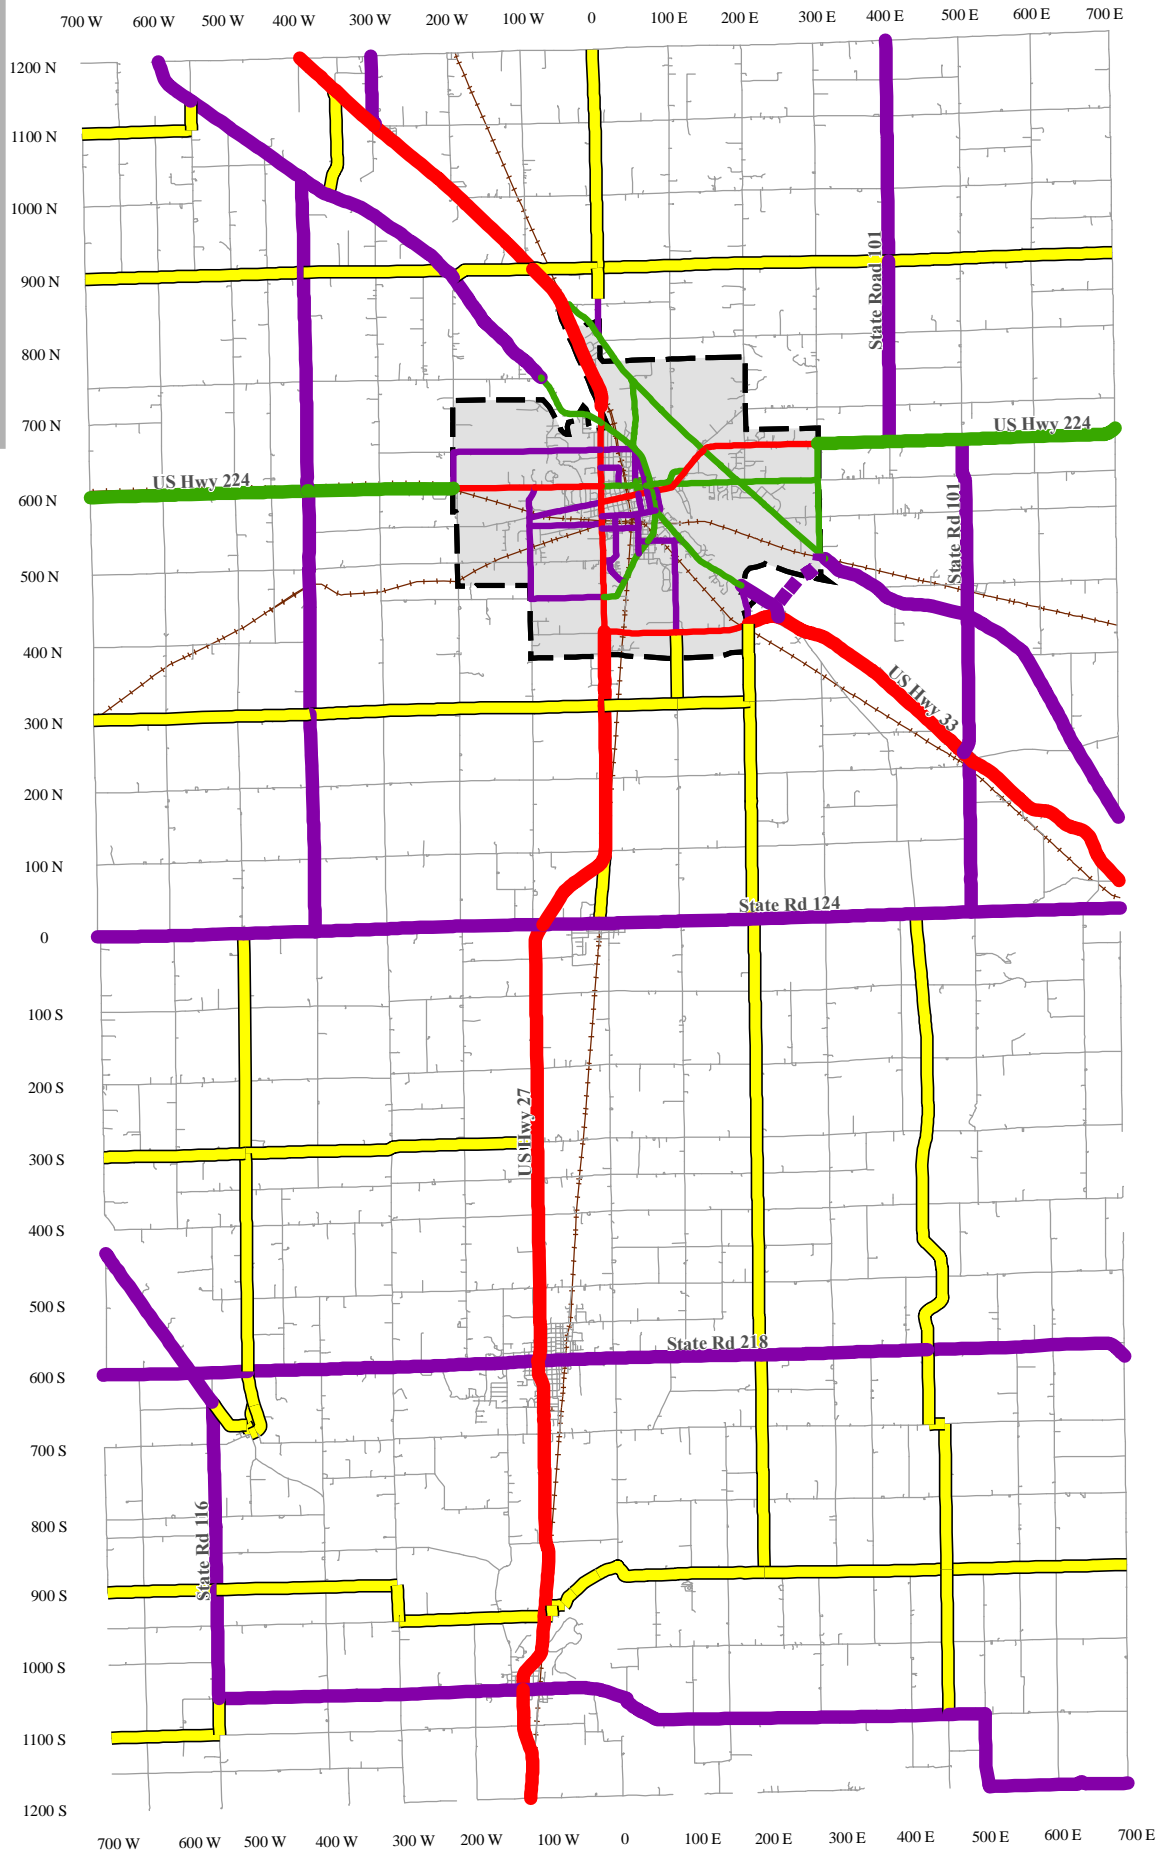 700 W 600 W 500 W 400 W 300 W 200 W 100 W 0 100 E 200 E 300 E 400 E 500 E 600 E 700 E
1200 N
1100 N
1000 N
900 N
800 N
700 N
600 N
500 N
400 N
300 N
200 N
100 N
0
100 S
200 S
300 S
400 S
500 S
600 S
700 S
800 S
900 S
1000 S
1100 S
1200 S
State Road 101
US Hwy 224
US Hwy 224
State Rd 101
US Hwy 33
State Rd 124
US Hwy 27
State Rd 218
State Rd 116
700 W 600 W 500 W 400 W 300 W 200 W 100 W 0 100 E 200 E 300 E 400 E 500 E 600 E 700 E